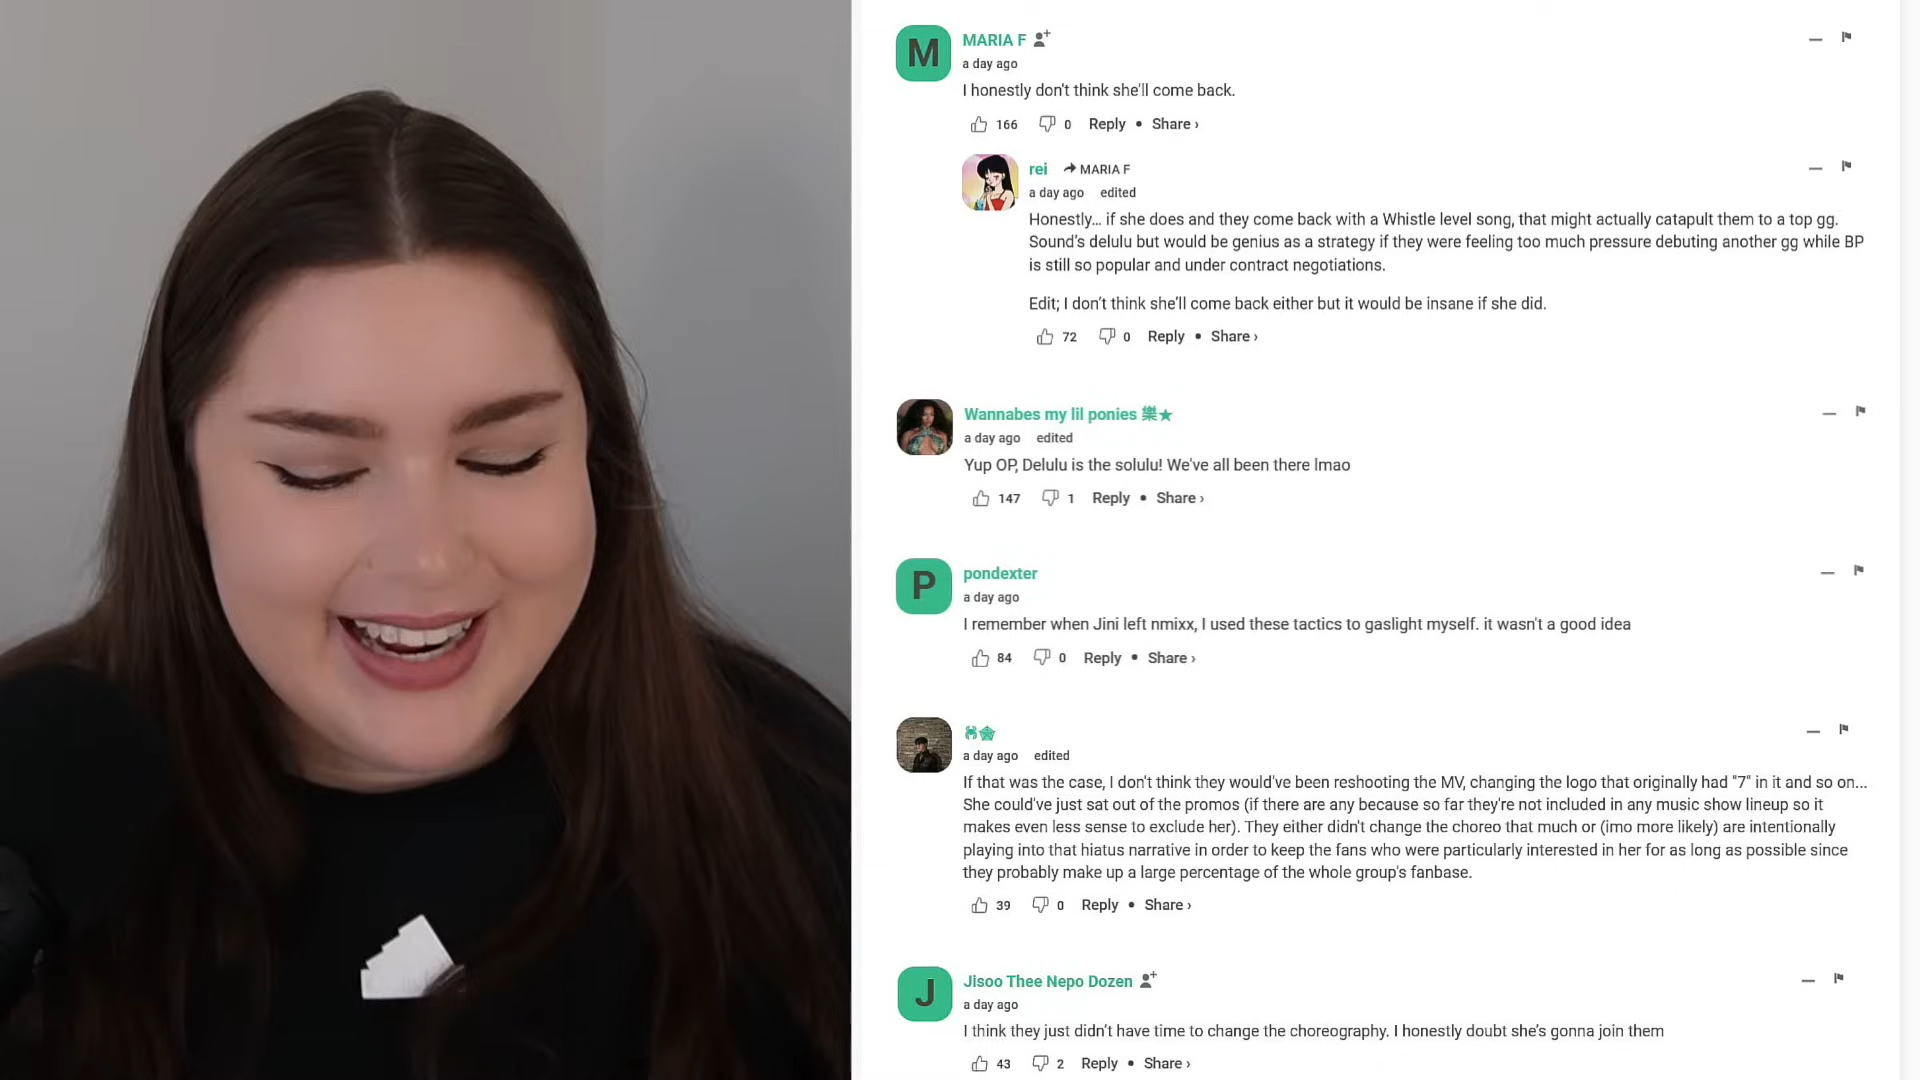 M
MARIA F
a day ago
I honestly don't think she'll come back.
166 0 Reply • Share ›
rei MARIA F
a day ago edited
Honestly... if she does and they come back with a Whistle level song, that might actually catapult them to a top gg.
Sound's delulu but would be genius as a strategy if they were feeling too much pressure debuting another gg while BP
is still so popular and under contract negotiations.
Edit; I don't think she'll come back either but it would be insane if she did.
72 0 Reply • Share ›
Wannabes my lil ponies 樂★
a day ago edited
Yup OP, Delulu is the solulu! We've all been there lmao
147 1 Reply • Share ›
P
pondexter
a day ago
I remember when Jini left nmixx, I used these tactics to gaslight myself. it wasn't a good idea
84 0 Reply • Share ›
a day ago edited
If that was the case, I don't think they would've been reshooting the MV, changing the logo that originally had "7" in it and so on...
She could've just sat out of the promos (if there are any because so far they're not included in any music show lineup so it
makes even less sense to exclude her). They either didn't change the choreo that much or (imo more likely) are intentionally
playing into that hiatus narrative in order to keep the fans who were particularly interested in her for as long as possible since
they probably make up a large percentage of the whole group's fanbase.
39 0 Reply • Share ›
J
Jisoo Thee Nepo Dozen
a day ago
I think they just didn't have time to change the choreography. I honestly doubt she's gonna join them
43 2 Reply • Share ›